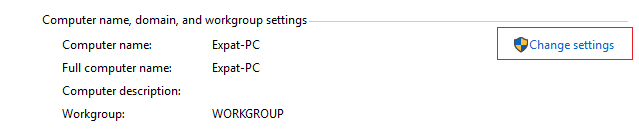 Computer name, domain, and workgroup settings
Computer name: Expat-PC Change settings
Full computer name: Expat-PC
Computer description:
Workgroup: WORKGROUP